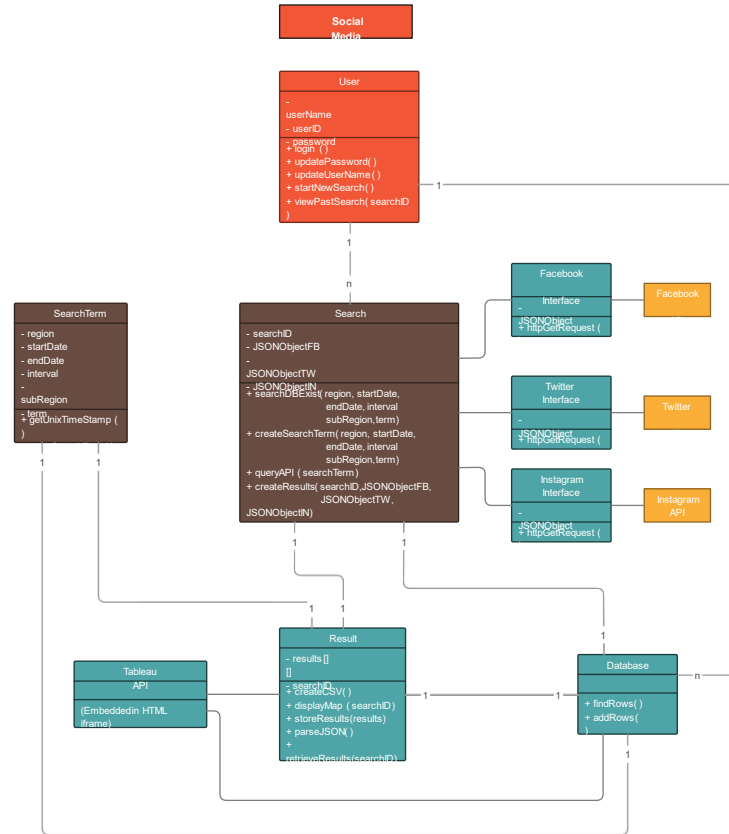 Social
Media
User
-
userName
- userID
- password
+ login ( )
+ updatePassword( )
+ updateUserName ( )
+ startNewSearch( )
+ viewPastSearch( searchID
)
1
1
n
SearchTerm
- region
- startDate
- endDate
- interval
-
subRegion
- term
+ getUnixTimeStamp (
)
1
1
Search
- searchID
- JSONObjectFB
-
JSONObjectTW
- JSONObjectIN
+ searchDBExist( region, startDate,
endDate, interval
subRegion,term)
+ createSearchTerm( region, startDate,
endDate, interval
subRegion,term)
+ queryAPI ( searchTerm)
+ createResults( searchID,JSONObjectFB,
JSONObjectTW,
JSONObjectIN)
1
1
Facebook
Interface
-
JSONObject
+ httpGetRequest (
Facebook
Twitter
Interface
-
JSONObject
+ httpGetRequest (
Twitter
Instagram
Interface
-
JSONObject
+ httpGetRequest (
Instagram
API
1
1
1
Tableau
API
(Embeddedin HTML
iframe)
Result
- results []
[]
- searchID
+ createCSV( )
+ displayMap ( searchID)
+ storeResults(results)
+ parseJSON( )
+
retrieveResults(searchID)
1
1
Database
+ findRows( )
+ addRows(
)
n
1